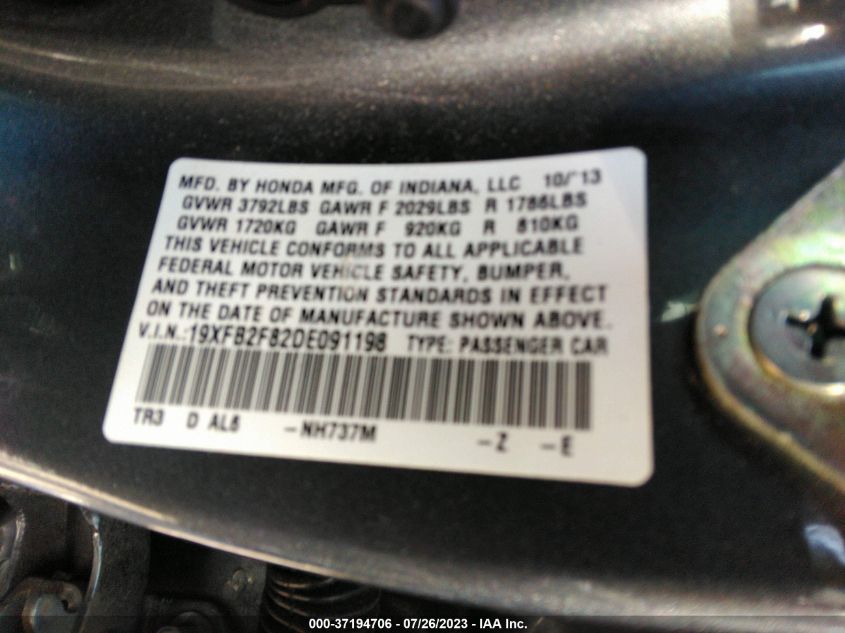 MFD. BY HONDA MFG. OF INDIANA, LLC 10/'13
GVWR 3792LBS GAWR F 2029LBS R 1786LBS
GVWR 1720KG GAWR F 920KG R 810KG
THIS VEHICLE CONFORMS TO ALL APPLICABLE
FEDERAL MOTOR VEHICLE SAFETY, BUMPER,
AND THEFT PREVENTION STANDARDS IN EFFECT
ON THE DATE OF MANUFACTURE SHOWN ABOVE.
V.I.N.:19XFB2F82DE091198 TYPE: PASSENGER CAR
TR3 D AL6 -NH737M -Z -E
000-37194706 / 07/26/2023 - IAA Inc.